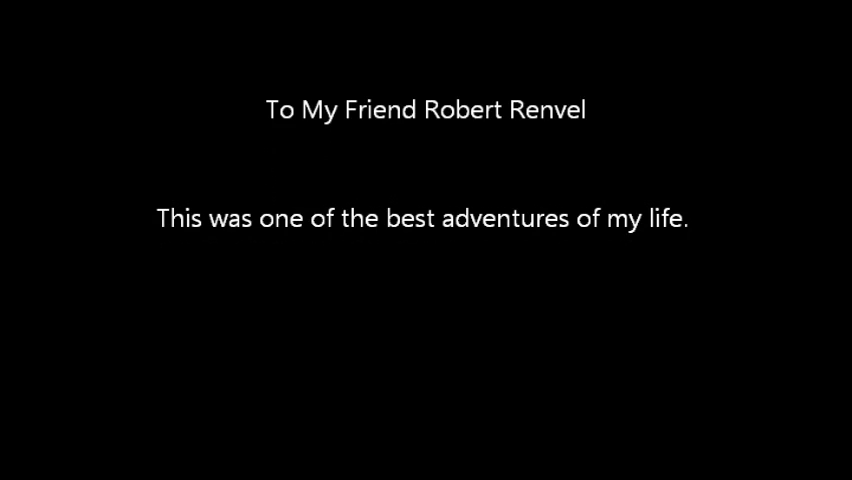 To My Friend Robert Renvel
This was one of the best adventures of my life.